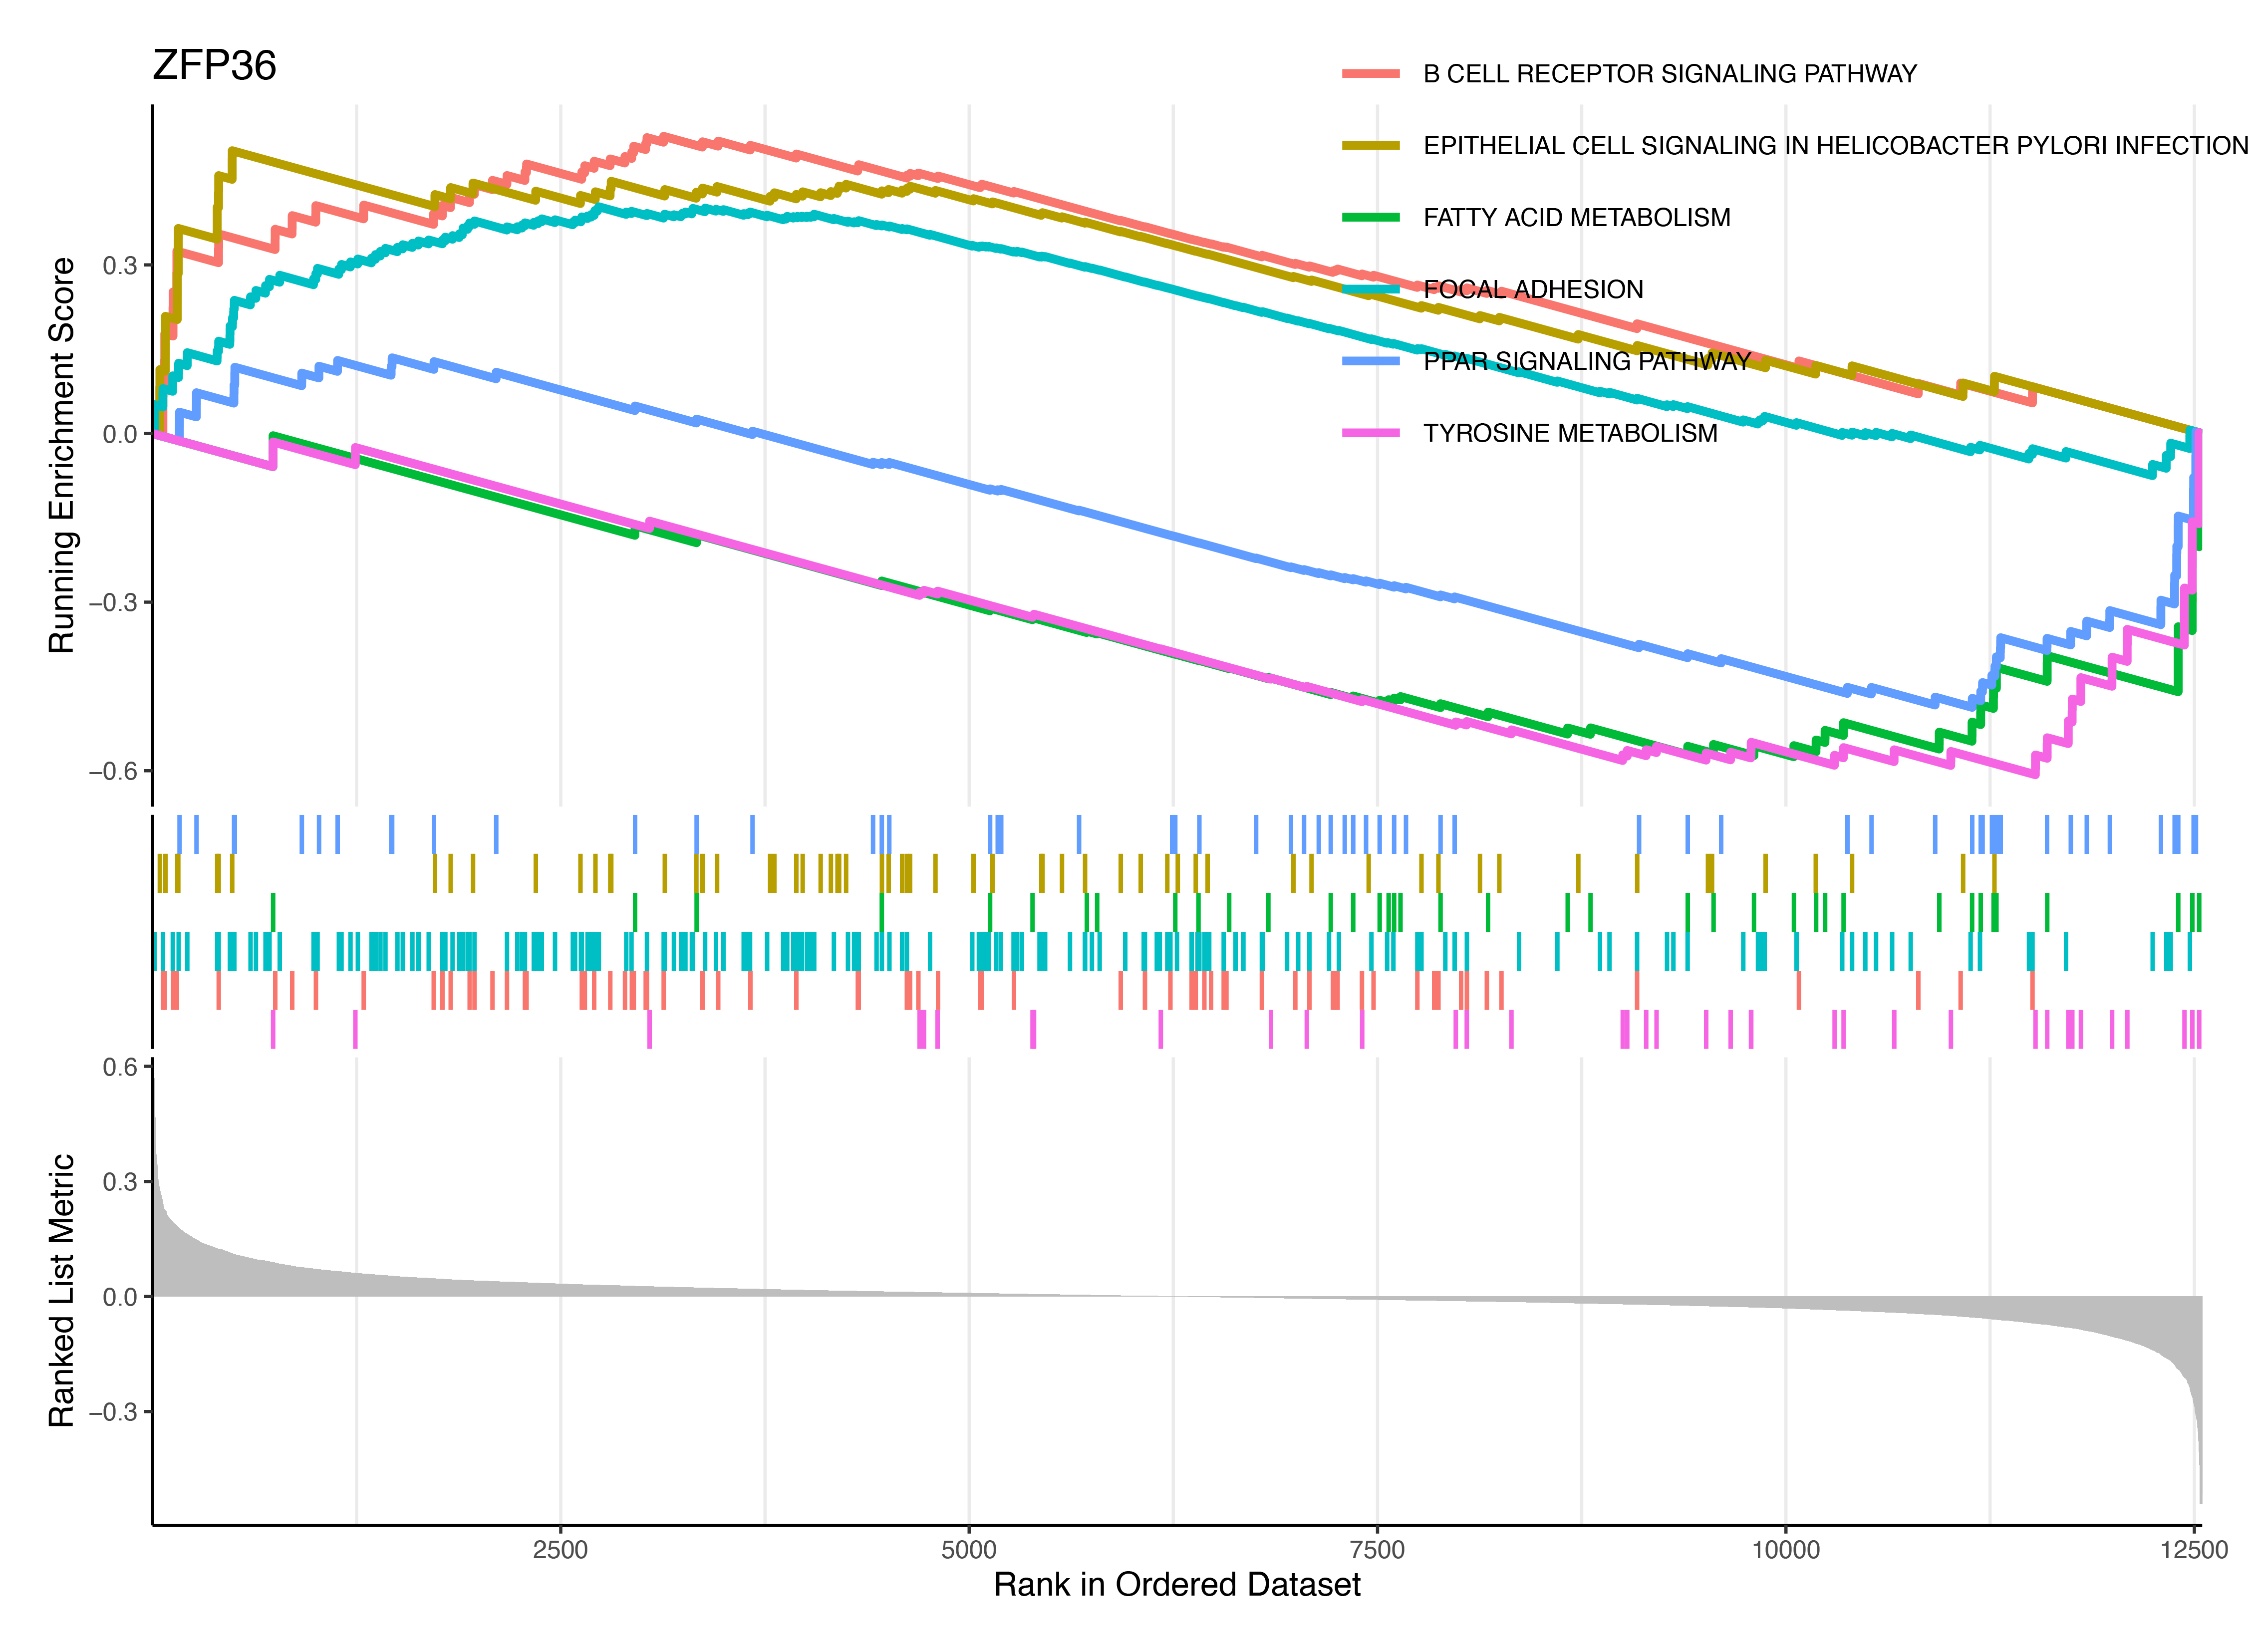 ZFP36
B CELL RECEPTOR SIGNALING PATHWAY
EPITHELIAL CELL SIGNALING IN HELICOBACTER PYLORI INFECTION
FATTY ACID METABOLISM
FOCAL ADHESION
PPAR SIGNALING PATHWAY
TYROSINE METABOLISM
Running Enrichment Score
0.3
0.0
−0.3
−0.6
Ranked List Metric
0.6
0.3
0.0
−0.3
2500 5000 7500 10000 12500
Rank in Ordered Dataset